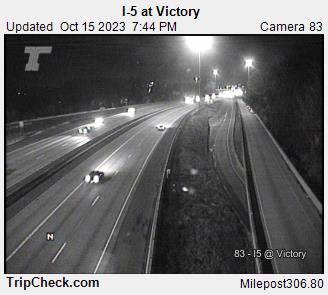 I-5 at Victory
Updated Oct 15 2023 7:44 PM Camera 83
T
N
83 - I5 @ Victory
TripCheck.com Milepost306.80